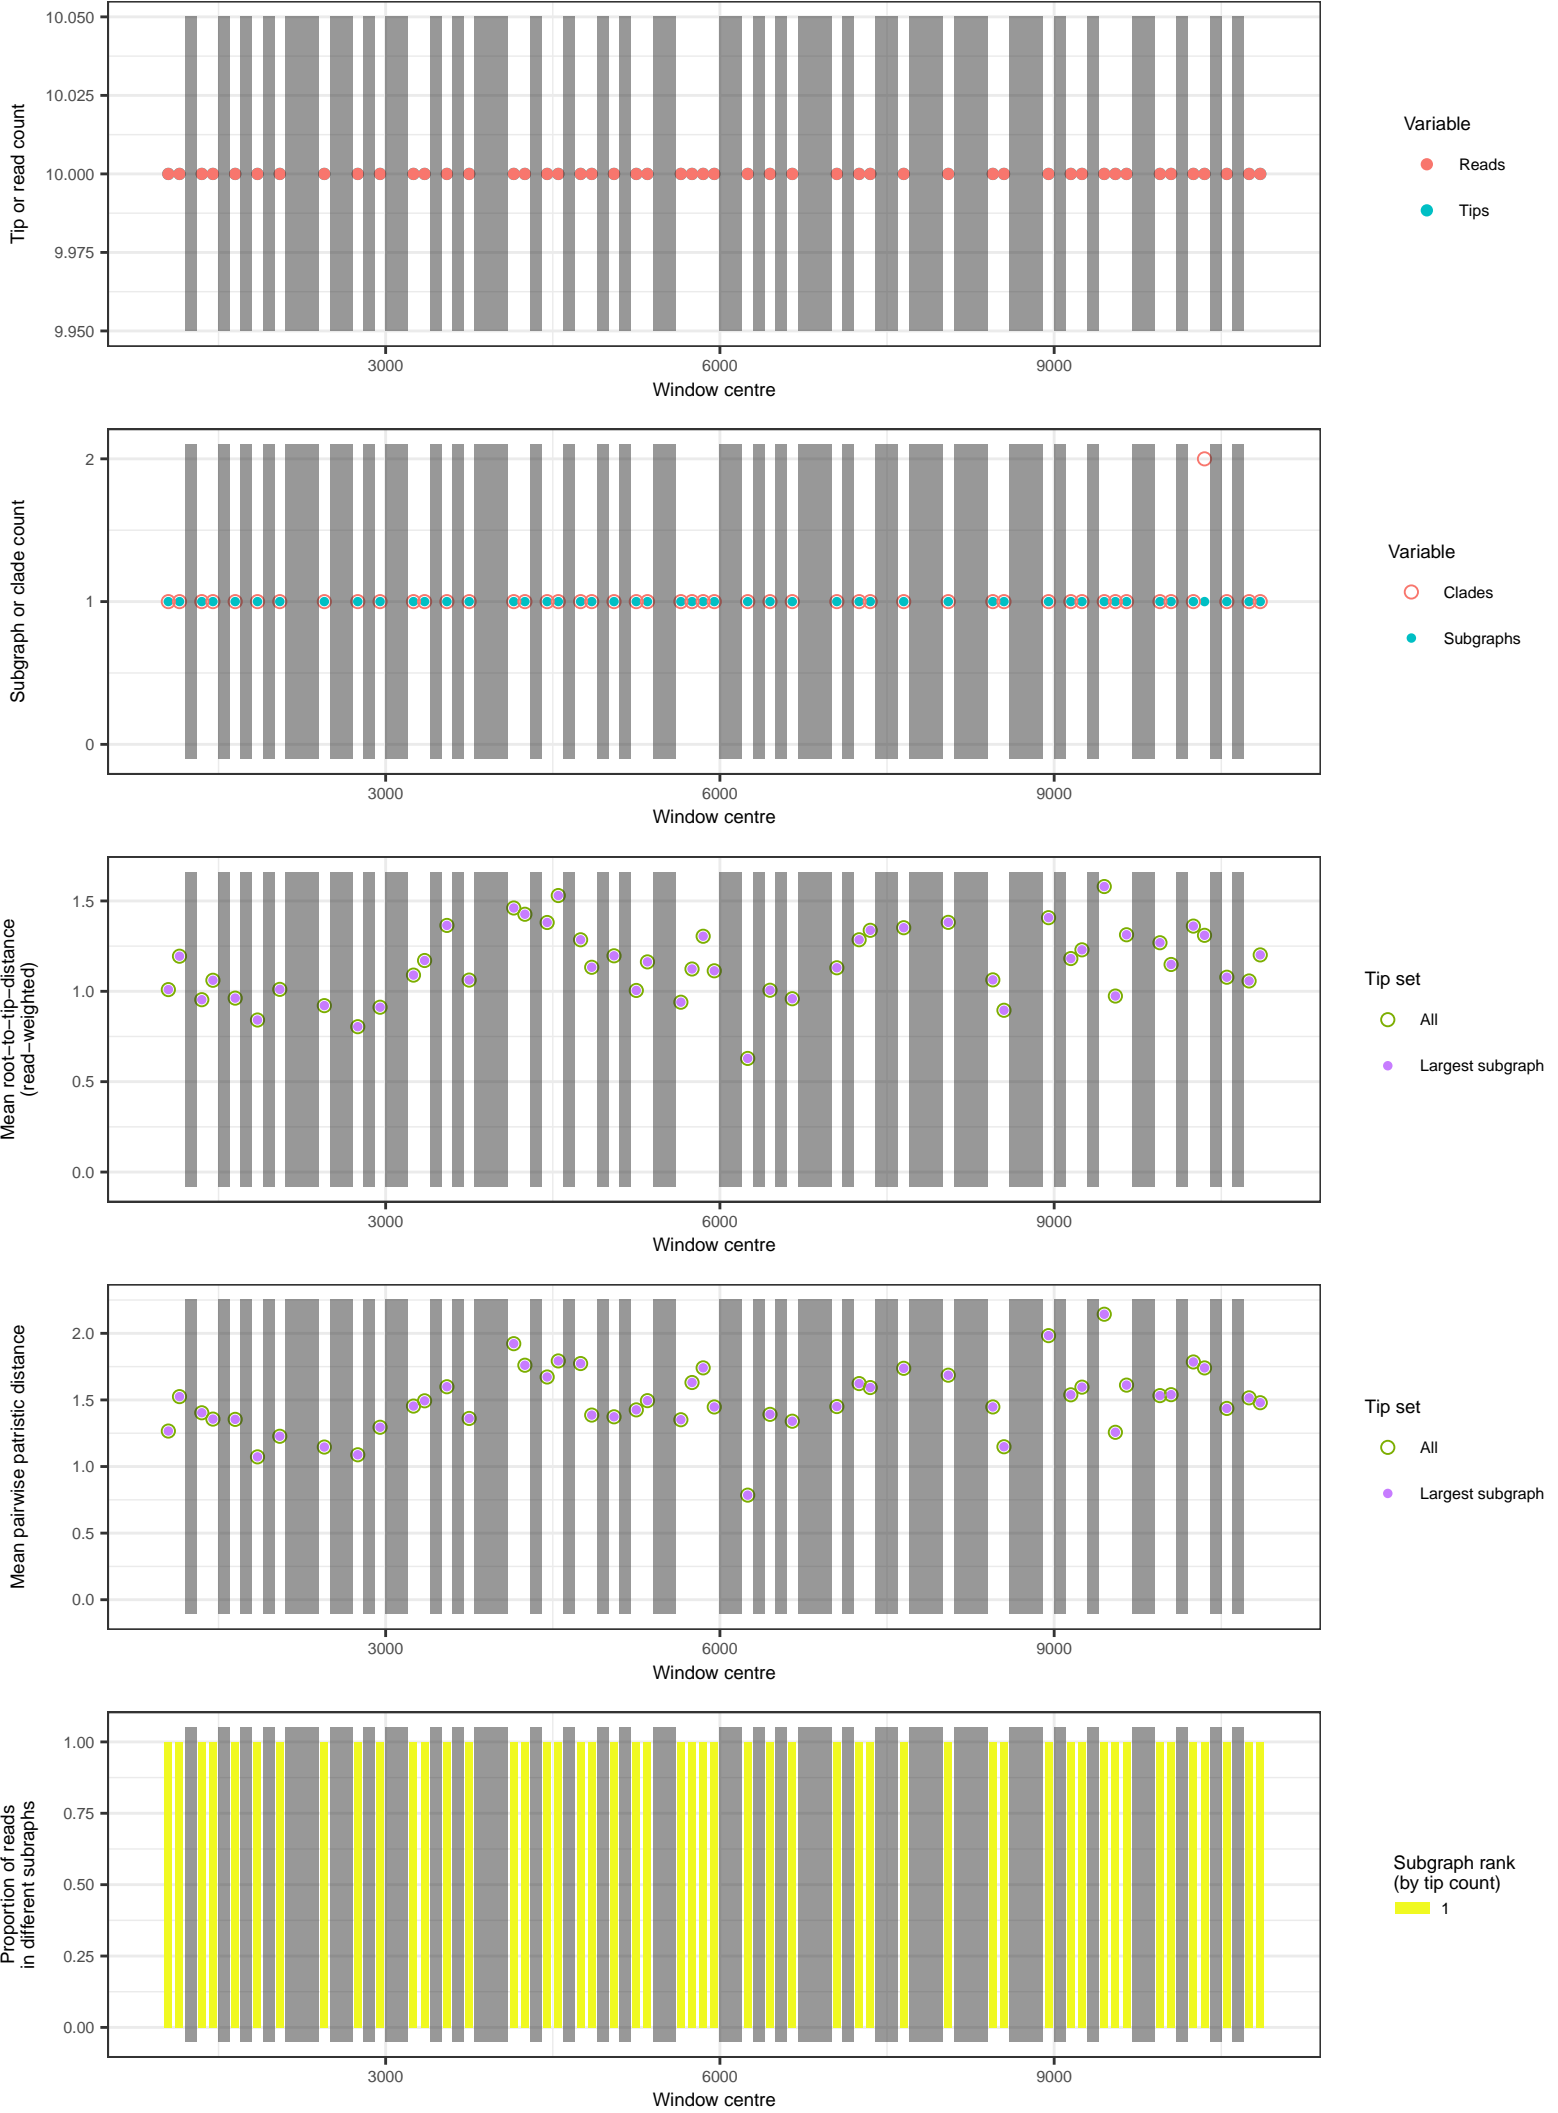 10.050
10.025
10.000
9.975
9.950
Tip or read count
3000
6000
9000
Window centre
Variable
Reads
Tips
2
1
0
Subgraph or clade count
3000
6000
9000
Window centre
Variable
Clades
Subgraphs
1.5
1.0
0.5
0.0
Mean root−to−tip−distance
(read−weighted)
3000
6000
9000
Window centre
Tip set
All
Largest subgraph
2.0
1.5
1.0
0.5
0.0
Mean pairwise patristic distance
3000
6000
9000
Window centre
Tip set
All
Largest subgraph
1.00
0.75
0.50
0.25
0.00
Proportion of reads
in different subraphs
3000
6000
9000
Window centre
Subgraph rank
(by tip count)
1